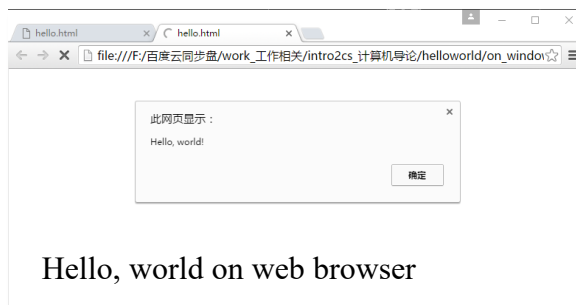 hello.html
hello.html
file:///F:/百度云同步盘/work_工作相关/intro2cs_计算机导论/helloworld/on_window
此网页显示：
Hello, world!
确定
Hello, world on web browser